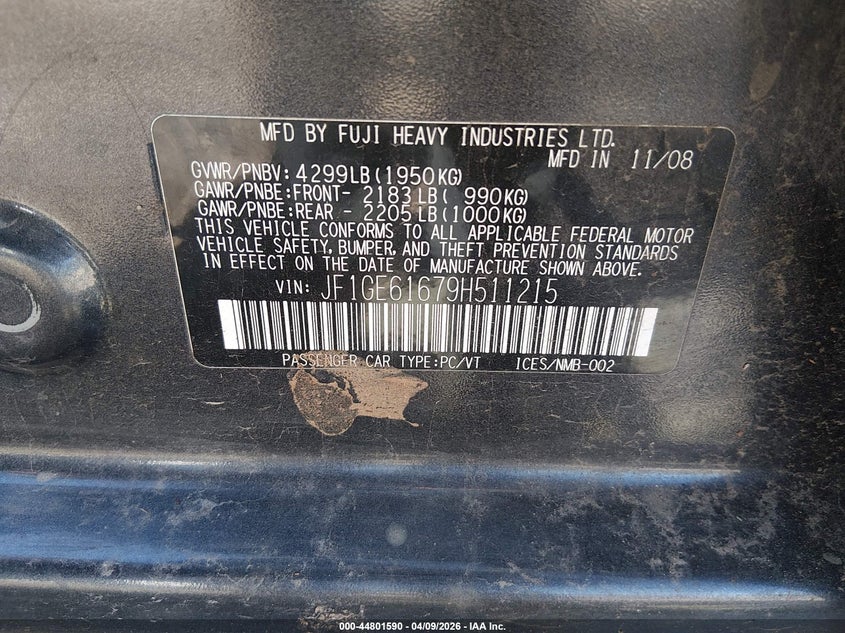 MFD BY FUJI HEAVY INDUSTRIES LTD.
MFD IN 11/08
GVWR/PNBV: 4299LB(1950KG)
GAWR/PNBE:FRONT- 2183LB( 990KG)
GAWR/PNBE:REAR - 2205LB(1000KG)
THIS VEHICLE CONFORMS TO ALL APPLICABLE FEDERAL MOTOR
VEHICLE SAFETY, BUMPER, AND THEFT PREVENTION STANDARDS
IN EFFECT ON THE DATE OF MANUFACTURE SHOWN ABOVE.
VIN: JF1GE61679H511215
PASSENGER CAR TYPE:PC/VT ICES/NMB-002
000-44801590 - 04/09/2026 - IAA Inc.